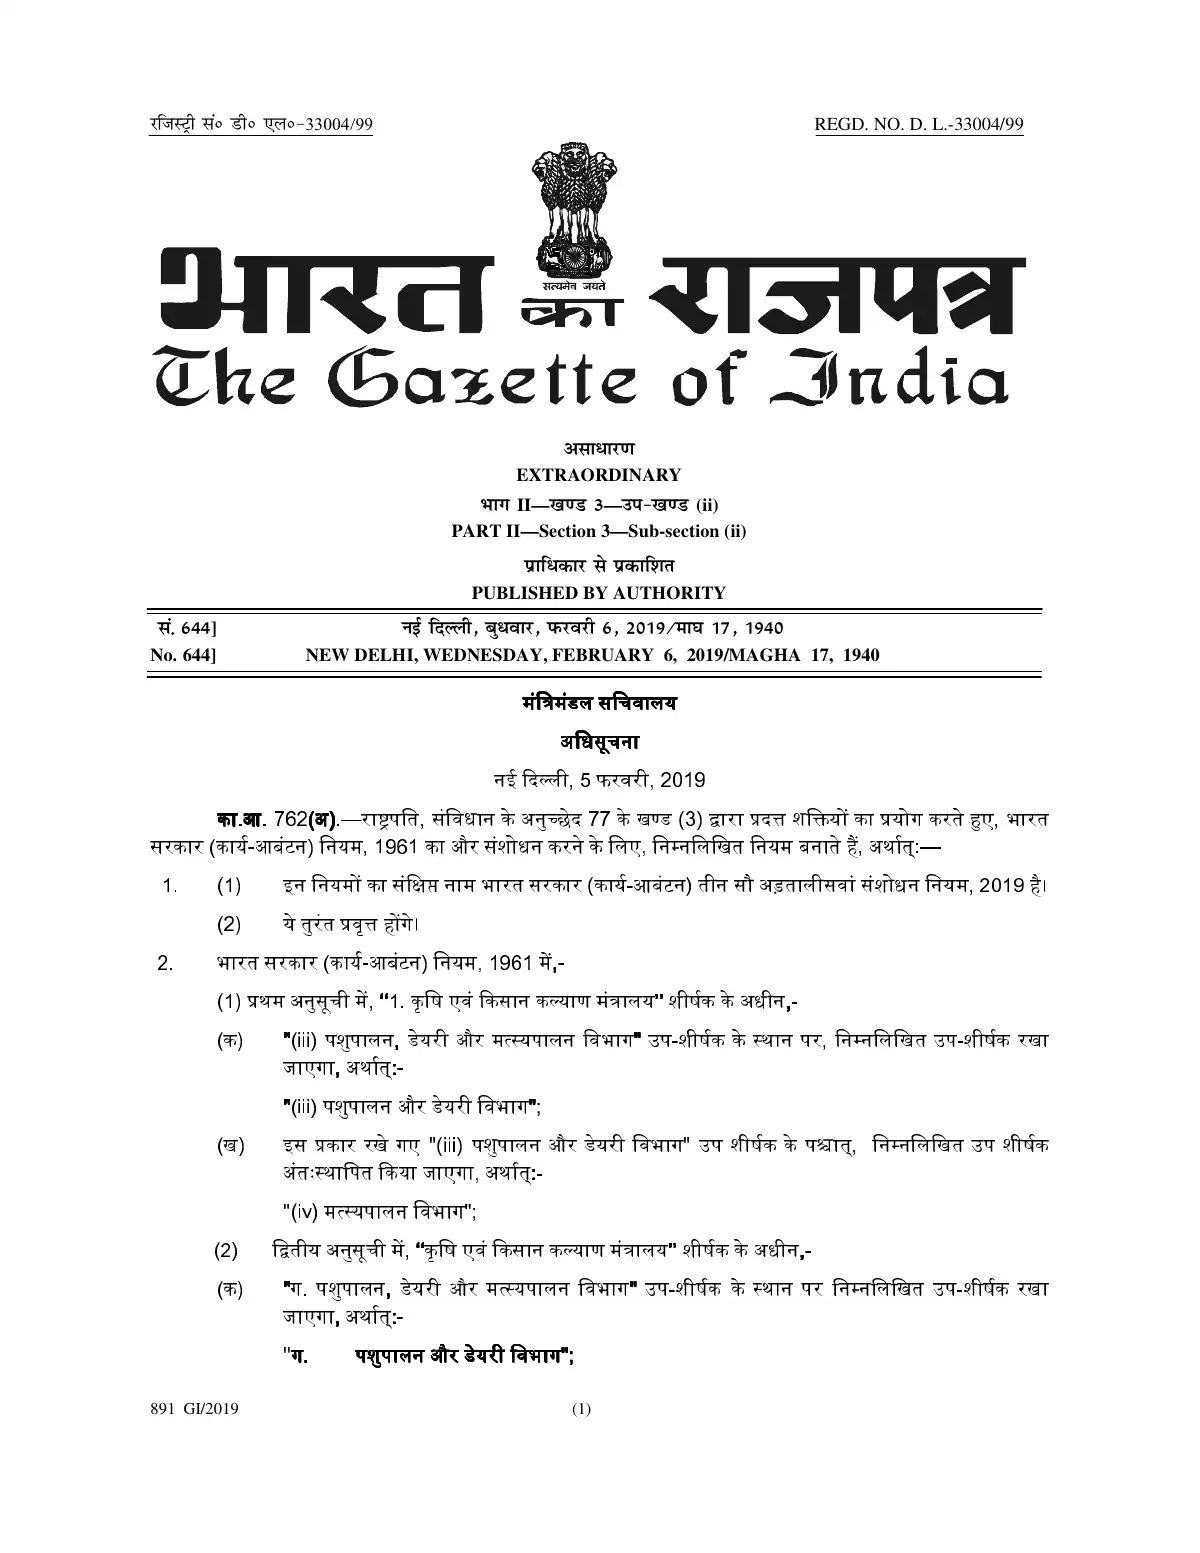 रजिस्ट्री सं० डी० एल०-33004/99
REGD. NO. D. L.-33004/99
सत्यमेव जयते
भारत का राजपत्र
The Gazette of India
असाधारण
EXTRAORDINARY
भाग II—खण्ड 3—उप-खण्ड (ii)
PART II—Section 3—Sub-section (ii)
प्राधिकार से प्रकाशित
PUBLISHED BY AUTHORITY
सं. 644]
नई दिल्ली, बुधवार, फरवरी 6, 2019/माघ 17, 1940
No. 644]
NEW DELHI, WEDNESDAY, FEBRUARY 6, 2019/MAGHA 17, 1940
मंत्रिमंडल सचिवालय
अधिसूचना
नई दिल्ली, 5 फरवरी, 2019
का.आ. 762(अ).—राष्ट्रपति, संविधान के अनुच्छेद 77 के खण्ड (3) द्वारा प्रदत्त शक्तियों का प्रयोग करते हुए, भारत
सरकार (कार्य-आबंटन) नियम, 1961 का और संशोधन करने के लिए, निम्नलिखित नियम बनाते हैं, अर्थात्:—
1. (1) इन नियमों का संक्षिप्त नाम भारत सरकार (कार्य-आबंटन) तीन सौ अड़तालीसवां संशोधन नियम, 2019 है।
(2) ये तुरंत प्रवृत्त होंगे।
2. भारत सरकार (कार्य-आबंटन) नियम, 1961 में,-
(1) प्रथम अनुसूची में, “1. कृषि एवं किसान कल्याण मंत्रालय” शीर्षक के अधीन,-
(क) "(iii) पशुपालन, डेयरी और मत्स्यपालन विभाग" उप-शीर्षक के स्थान पर, निम्नलिखित उप-शीर्षक रखा
जाएगा, अर्थात्:-
"(iii) पशुपालन और डेयरी विभाग";
(ख) इस प्रकार रखे गए "(iii) पशुपालन और डेयरी विभाग" उप शीर्षक के पश्चात्, निम्नलिखित उप शीर्षक
अंतःस्थापित किया जाएगा, अर्थात्:-
"(iv) मत्स्यपालन विभाग";
(2) द्वितीय अनुसूची में, “कृषि एवं किसान कल्याण मंत्रालय” शीर्षक के अधीन,-
(क) "ग. पशुपालन, डेयरी और मत्स्यपालन विभाग" उप-शीर्षक के स्थान पर निम्नलिखित उप-शीर्षक रखा
जाएगा, अर्थात्:-
"ग. पशुपालन और डेयरी विभाग";
891 GI/2019
(1)